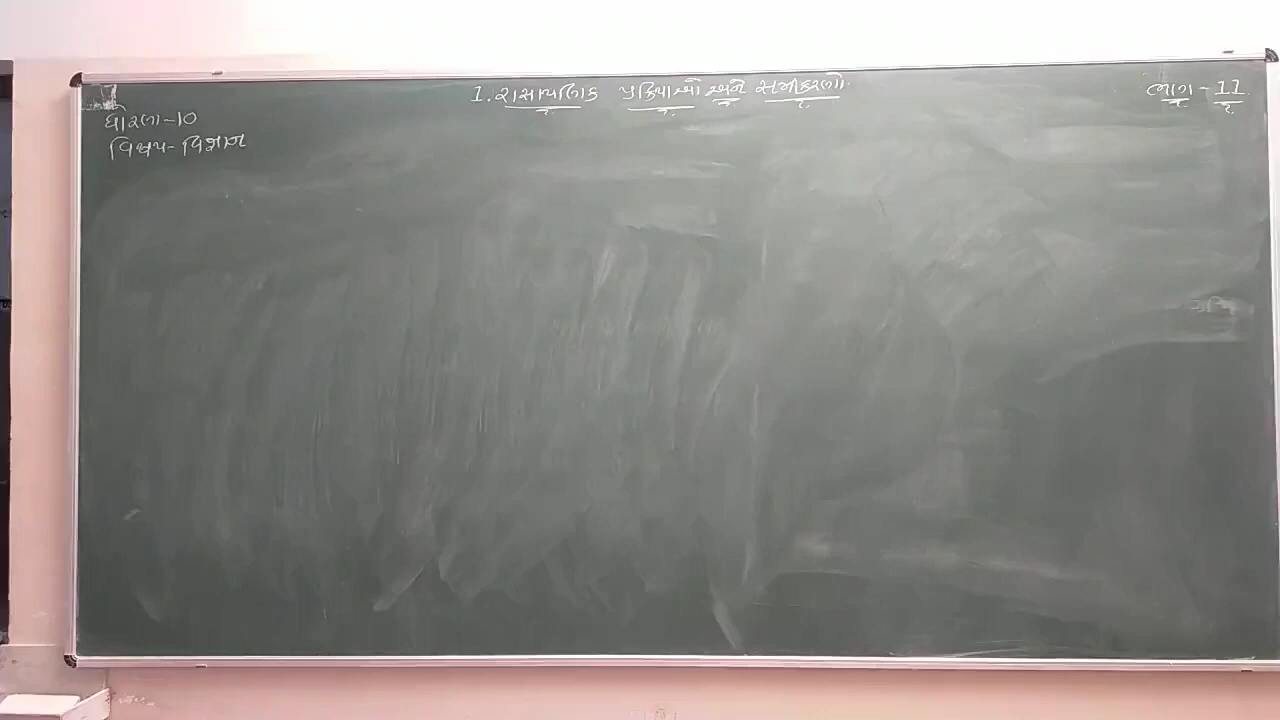 1. રાસાયણિક પ્રક્રિયાઓ અને સમીકરણો
ભાગ - 11
ધોરણ-10
વિષય- વિજ્ઞાન